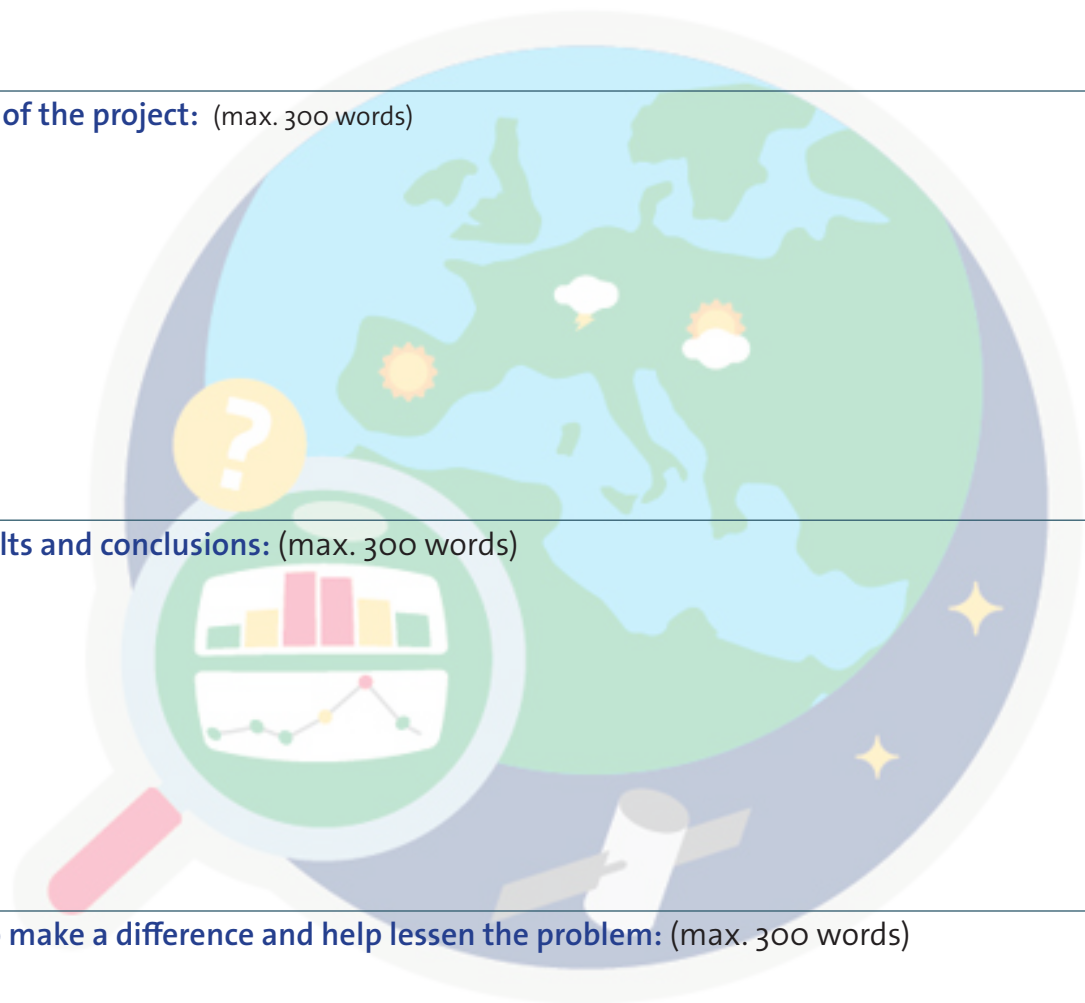 of the project: (max. 300 words)
?
lts and conclusions: (max. 300 words)
make a difference and help lessen the problem: (max. 300 words)